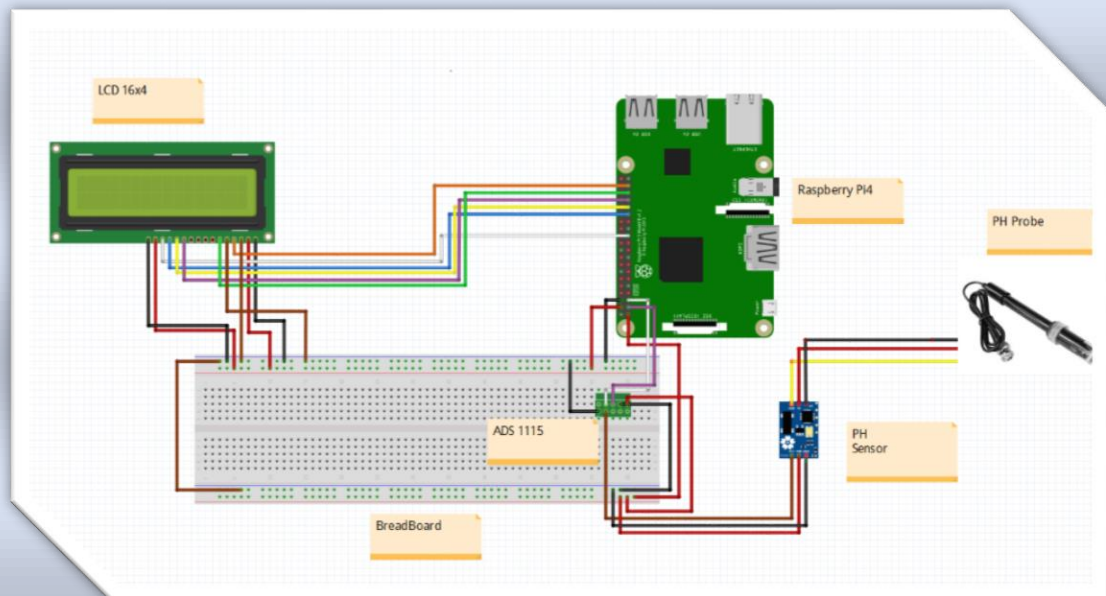 LCD 16x4
Raspberry Pi4
PH Probe
ADS 1115
PH
Sensor
BreadBoard